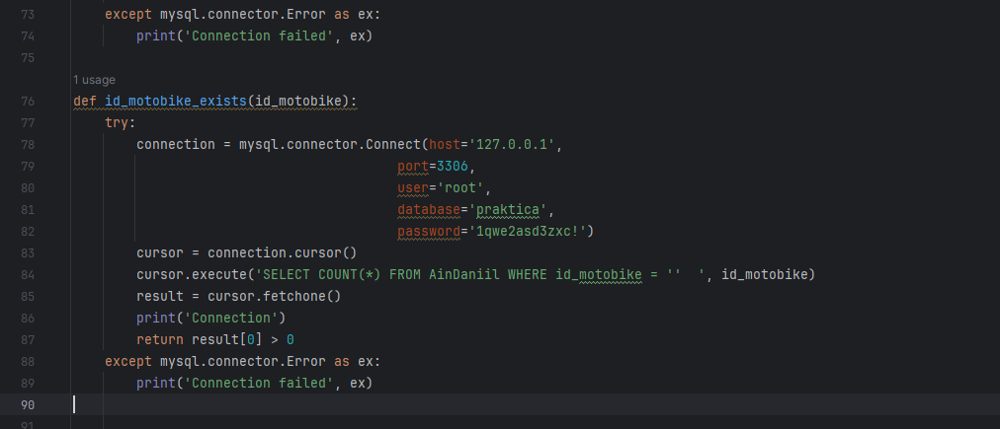 73 except mysql.connector.Error as ex:
74 print('Connection failed', ex)
75
1 usage
76 def id_motobike_exists(id_motobike):
77 try:
78 connection = mysql.connector.Connect(host='127.0.0.1',
79 port=3306,
80 user='root',
81 database='praktica',
82 password='1qwe2asd3zxc!')
83 cursor = connection.cursor()
84 cursor.execute('SELECT COUNT(*) FROM AinDaniil WHERE id_motobike = ''  ', id_motobike)
85 result = cursor.fetchone()
86 print('Connection')
87 return result[0] > 0
88 except mysql.connector.Error as ex:
89 print('Connection failed', ex)
90
91